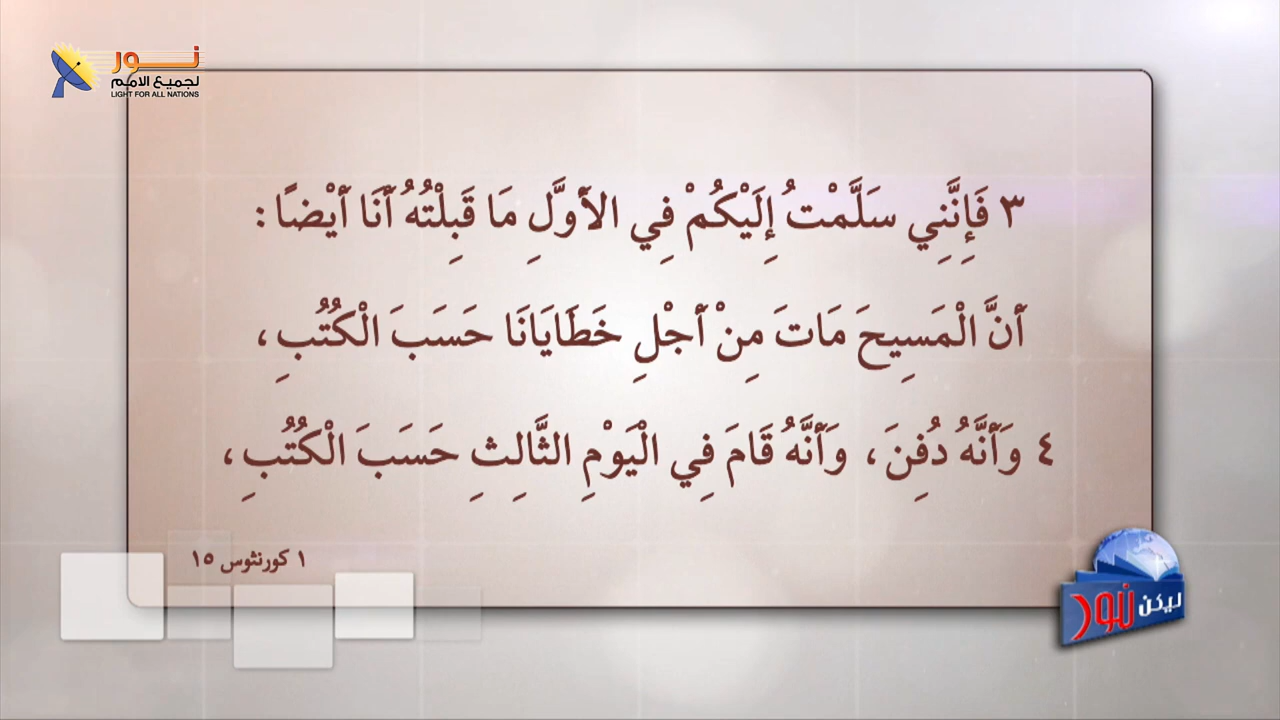 نور
لجميع الامم
LIGHT FOR ALL NATIONS
٣ فَإِنَّنِي سَلَّمْتُ إِلَيْكُمْ فِي الأَوَّلِ مَا قَبِلْتُهُ أَنَا أَيْضًا:
أَنَّ الْمَسِيحَ مَاتَ مِنْ أَجْلِ خَطَايَانَا حَسَبَ الْكُتُبِ،
٤ وَأَنَّهُ دُفِنَ، وَأَنَّهُ قَامَ فِي الْيَوْمِ الثَّالِثِ حَسَبَ الْكُتُبِ،
١ كورنثوس ١٥
ليكن نور